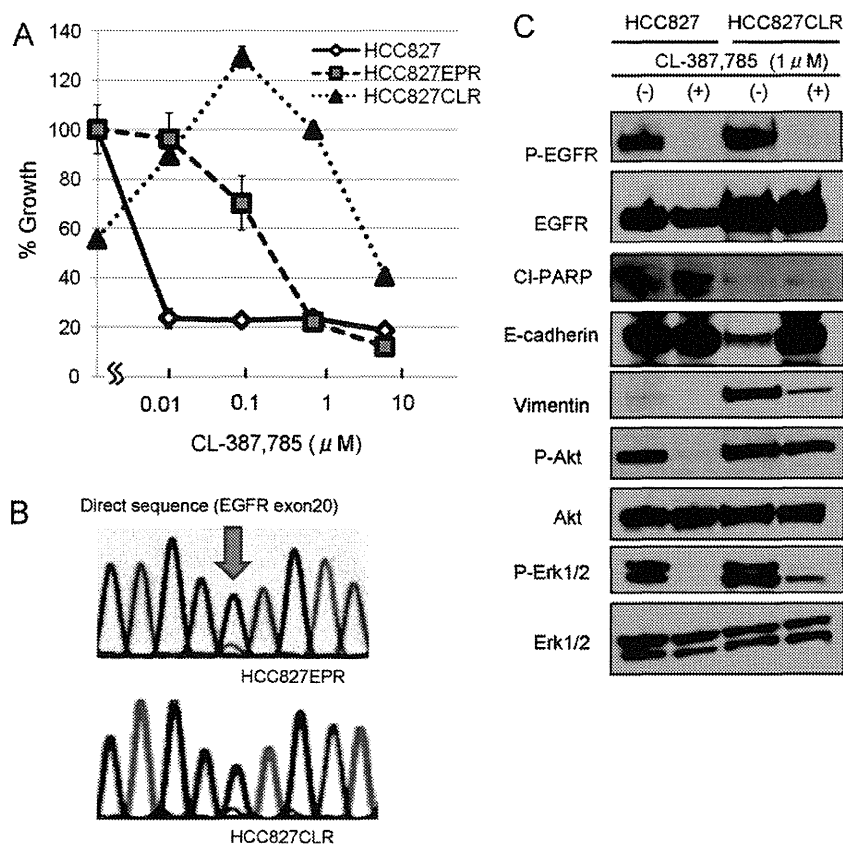 A
140
120
100
80
60
40
20
0
% Growth
HCC827
HCC827EPR
HCC827CLR
0.01 0.1 1 10
CL-387,785 ( μ M)
B
Direct sequence (EGFR exon20)
HCC827EPR
HCC827CLR
C
HCC827 HCC827CLR
CL-387,785 (1 μ M)
(-) (+) (-) (+)
P-EGFR
EGFR
Cl-PARP
E-cadherin
Vimentin
P-Akt
Akt
P-Erk1/2
Erk1/2